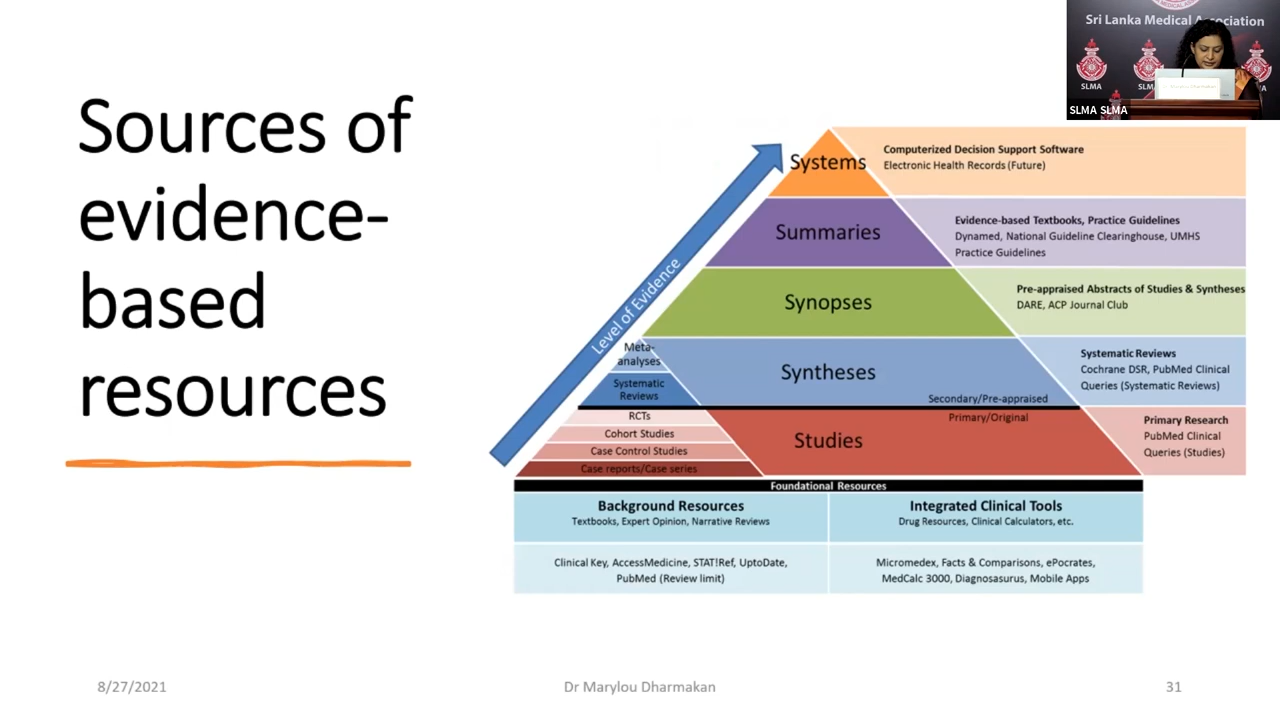 Sri Lanka Medical Association
SLMA
SLMA SLMA
Sources of
evidence-
based
resources
Level of Evidence
Systems
Computerized Decision Support Software
Electronic Health Records (Future)
Summaries
Evidence-based Textbooks, Practice Guidelines
Dynamed, National Guideline Clearinghouse, UMHS
Practice Guidelines
Synopses
Pre-appraised Abstracts of Studies & Syntheses
DARE, ACP Journal Club
Meta-
analyses
Systematic
Reviews
Syntheses
Secondary/Pre-appraised
Systematic Reviews
Cochrane DSR, PubMed Clinical
Queries (Systematic Reviews)
RCTs
Cohort Studies
Case Control Studies
Case reports/Case series
Studies
Primary/Original
Primary Research
PubMed Clinical
Queries (Studies)
Foundational Resources
Background Resources
Textbooks, Expert Opinion, Narrative Reviews
Integrated Clinical Tools
Drug Resources, Clinical Calculators, etc.
Clinical Key, AccessMedicine, STAT!Ref, UptoDate,
PubMed (Review limit)
Micromedex, Facts & Comparisons, ePocrates,
MedCalc 3000, Diagnosaurus, Mobile Apps
8/27/2021
Dr Marylou Dharmakan
31